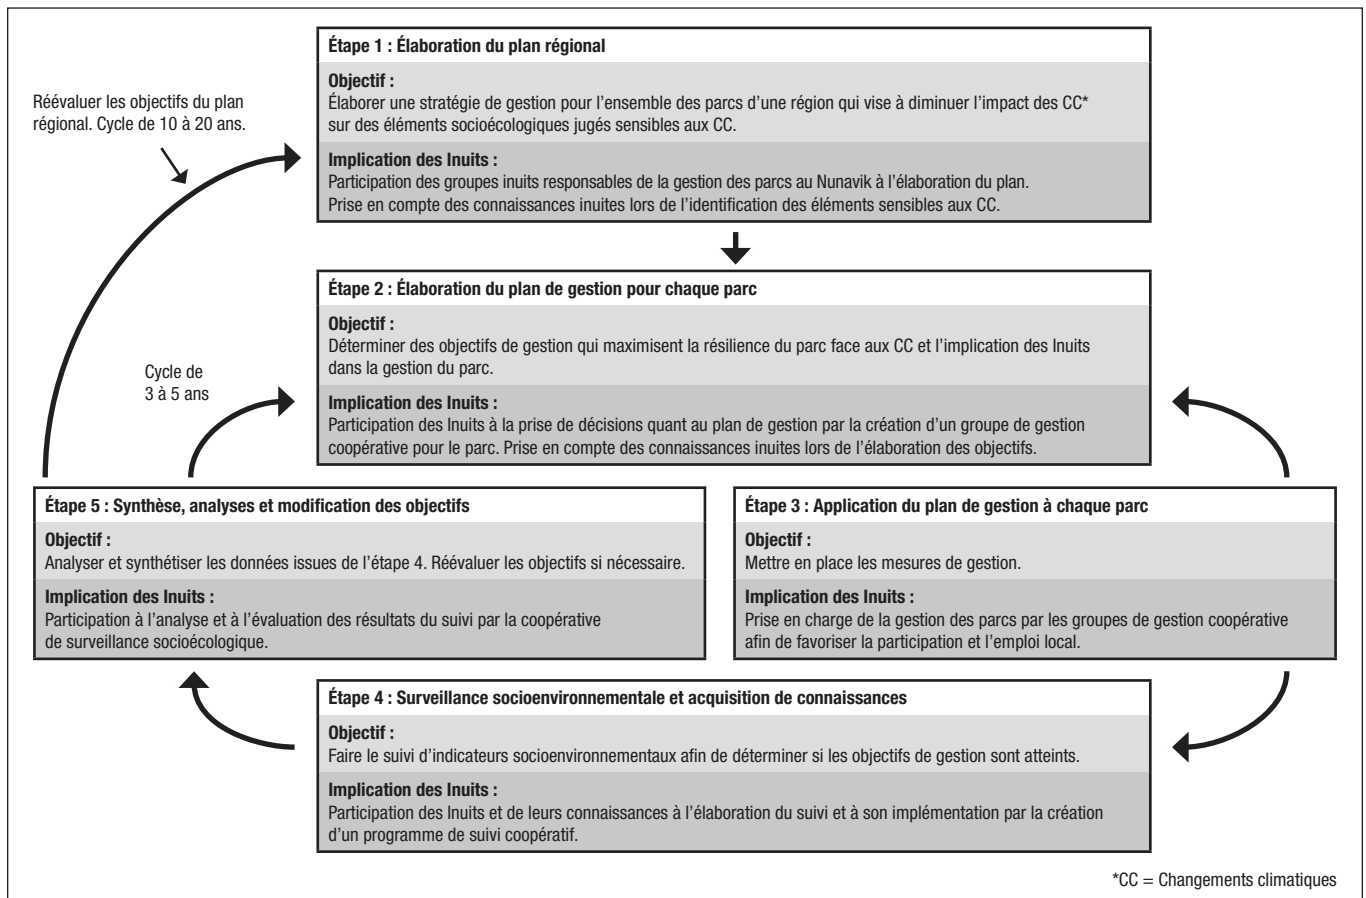 Étape 1 : Élaboration du plan régional
Objectif :
Élaborer une stratégie de gestion pour l'ensemble des parcs d'une région qui vise à diminuer l'impact des CC*
sur des éléments socioécologiques jugés sensibles aux CC.
Implication des Inuits :
Participation des groupes inuits responsables de la gestion des parcs au Nunavik à l'élaboration du plan.
Prise en compte des connaissances inuites lors de l'identification des éléments sensibles aux CC.
Réévaluer les objectifs du plan
régional. Cycle de 10 à 20 ans.
Étape 2 : Élaboration du plan de gestion pour chaque parc
Objectif :
Déterminer des objectifs de gestion qui maximisent la résilience du parc face aux CC et l'implication des Inuits
dans la gestion du parc.
Implication des Inuits :
Participation des Inuits à la prise de décisions quant au plan de gestion par la création d'un groupe de gestion
coopérative pour le parc. Prise en compte des connaissances inuites lors de l'élaboration des objectifs.
Cycle de
3 à 5 ans
Étape 5 : Synthèse, analyses et modification des objectifs
Objectif :
Analyser et synthétiser les données issues de l'étape 4. Réévaluer les objectifs si nécessaire.
Implication des Inuits :
Participation à l'analyse et à l'évaluation des résultats du suivi par la coopérative
de surveillance socioécologique.
Étape 3 : Application du plan de gestion à chaque parc
Objectif :
Mettre en place les mesures de gestion.
Implication des Inuits :
Prise en charge de la gestion des parcs par les groupes de gestion coopérative
afin de favoriser la participation et l'emploi local.
Étape 4 : Surveillance socioenvironnementale et acquisition de connaissances
Objectif :
Faire le suivi d'indicateurs socioenvironnementaux afin de déterminer si les objectifs de gestion sont atteints.
Implication des Inuits :
Participation des Inuits et de leurs connaissances à l'élaboration du suivi et à son implémentation par la création
d'un programme de suivi coopératif.
*CC = Changements climatiques